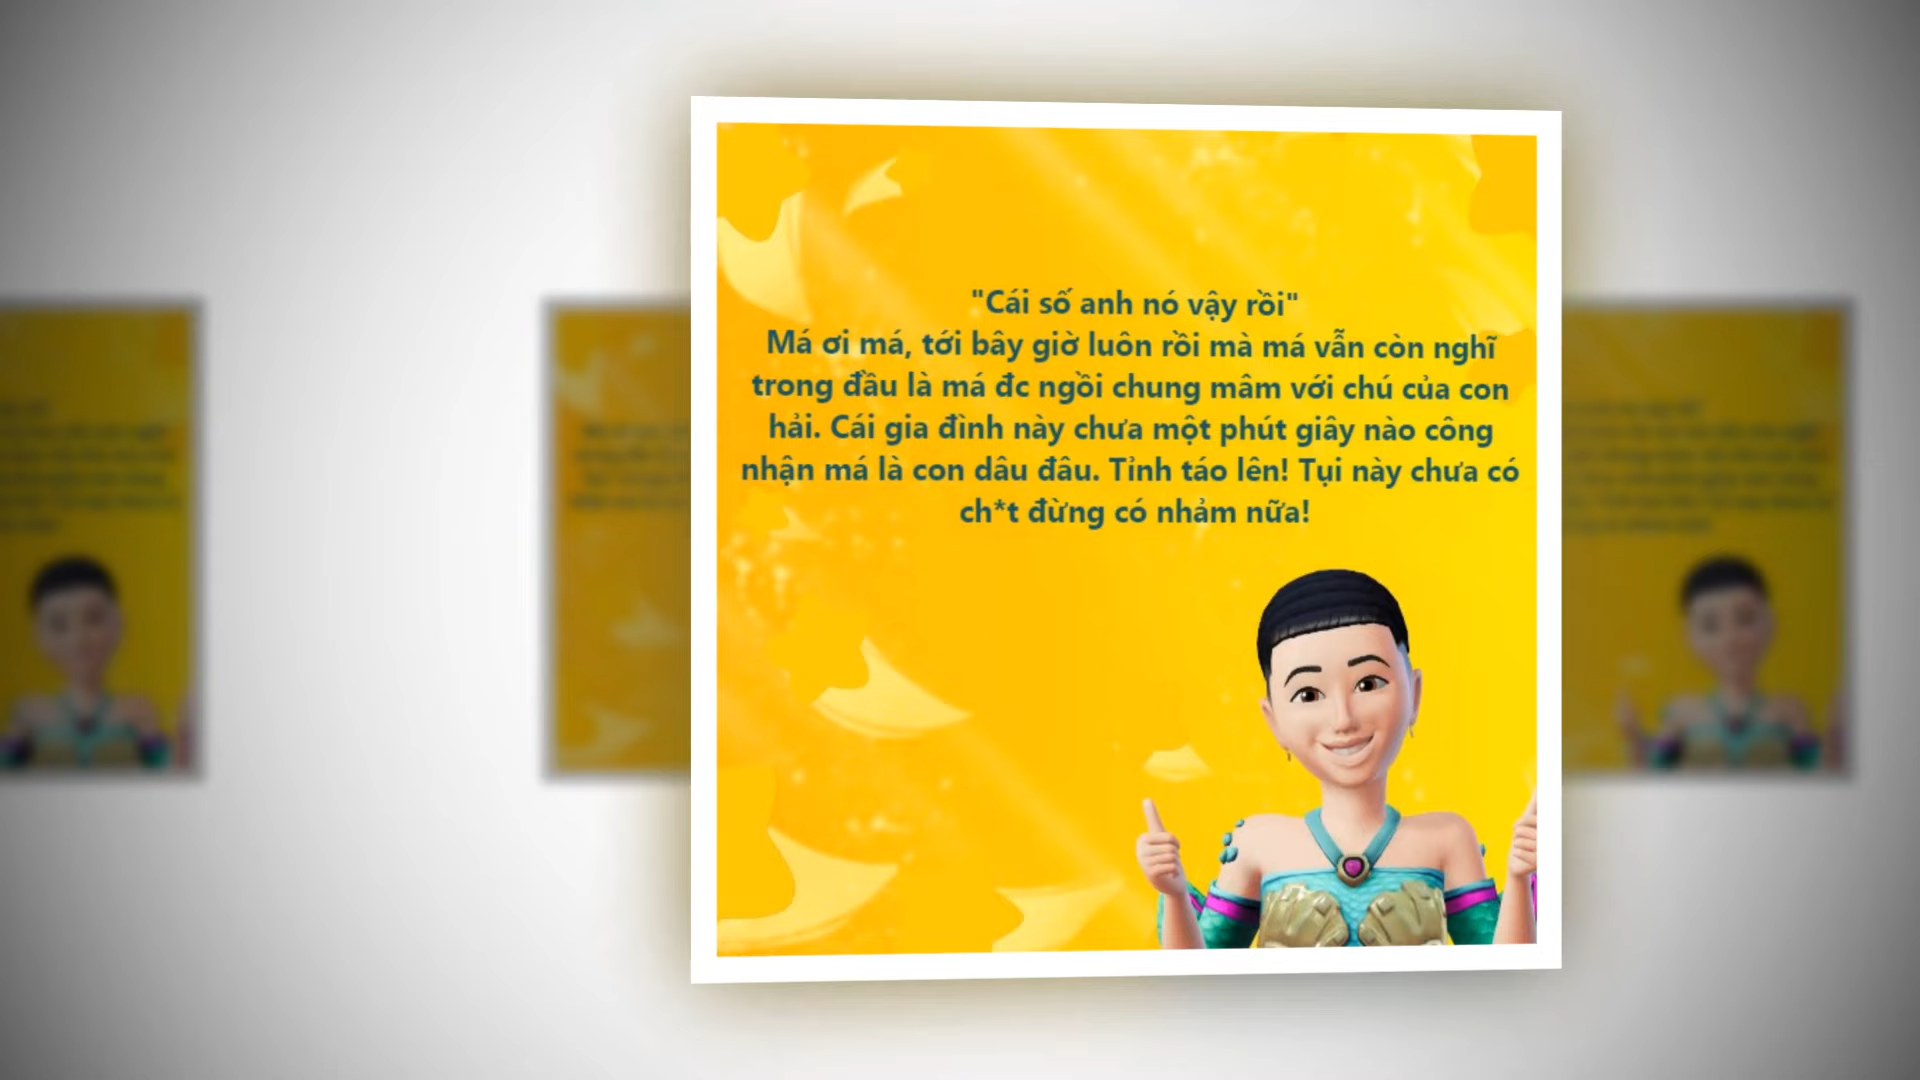 "Cái số anh nó vậy rồi"
Má ơi má, tới bây giờ luôn rồi mà má vẫn còn nghĩ
trong đầu là má đc ngồi chung mâm với chú của con
hải. Cái gia đình này chưa một phút giây nào công
nhận má là con dâu đâu. Tỉnh táo lên! Tụi này chưa có
ch*t đừng có nhảm nữa!